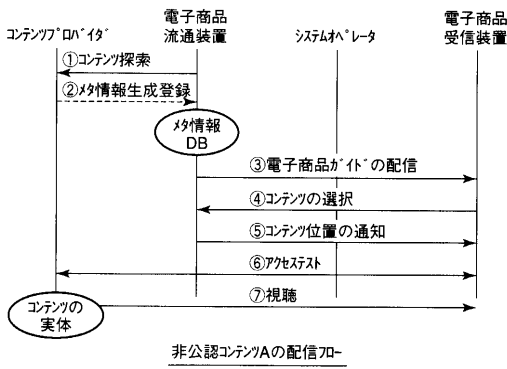 コンテンツプロバイダ
電子商品
流通装置
システムオペレータ
電子商品
受信装置
①コンテンツ探索
②メタ情報生成登録
メタ情報
DB
③電子商品ガイドの配信
④コンテンツの選択
⑤コンテンツ位置の通知
⑥アクセステスト
⑦視聴
コンテンツの
実体
非公認コンテンツAの配信フロー